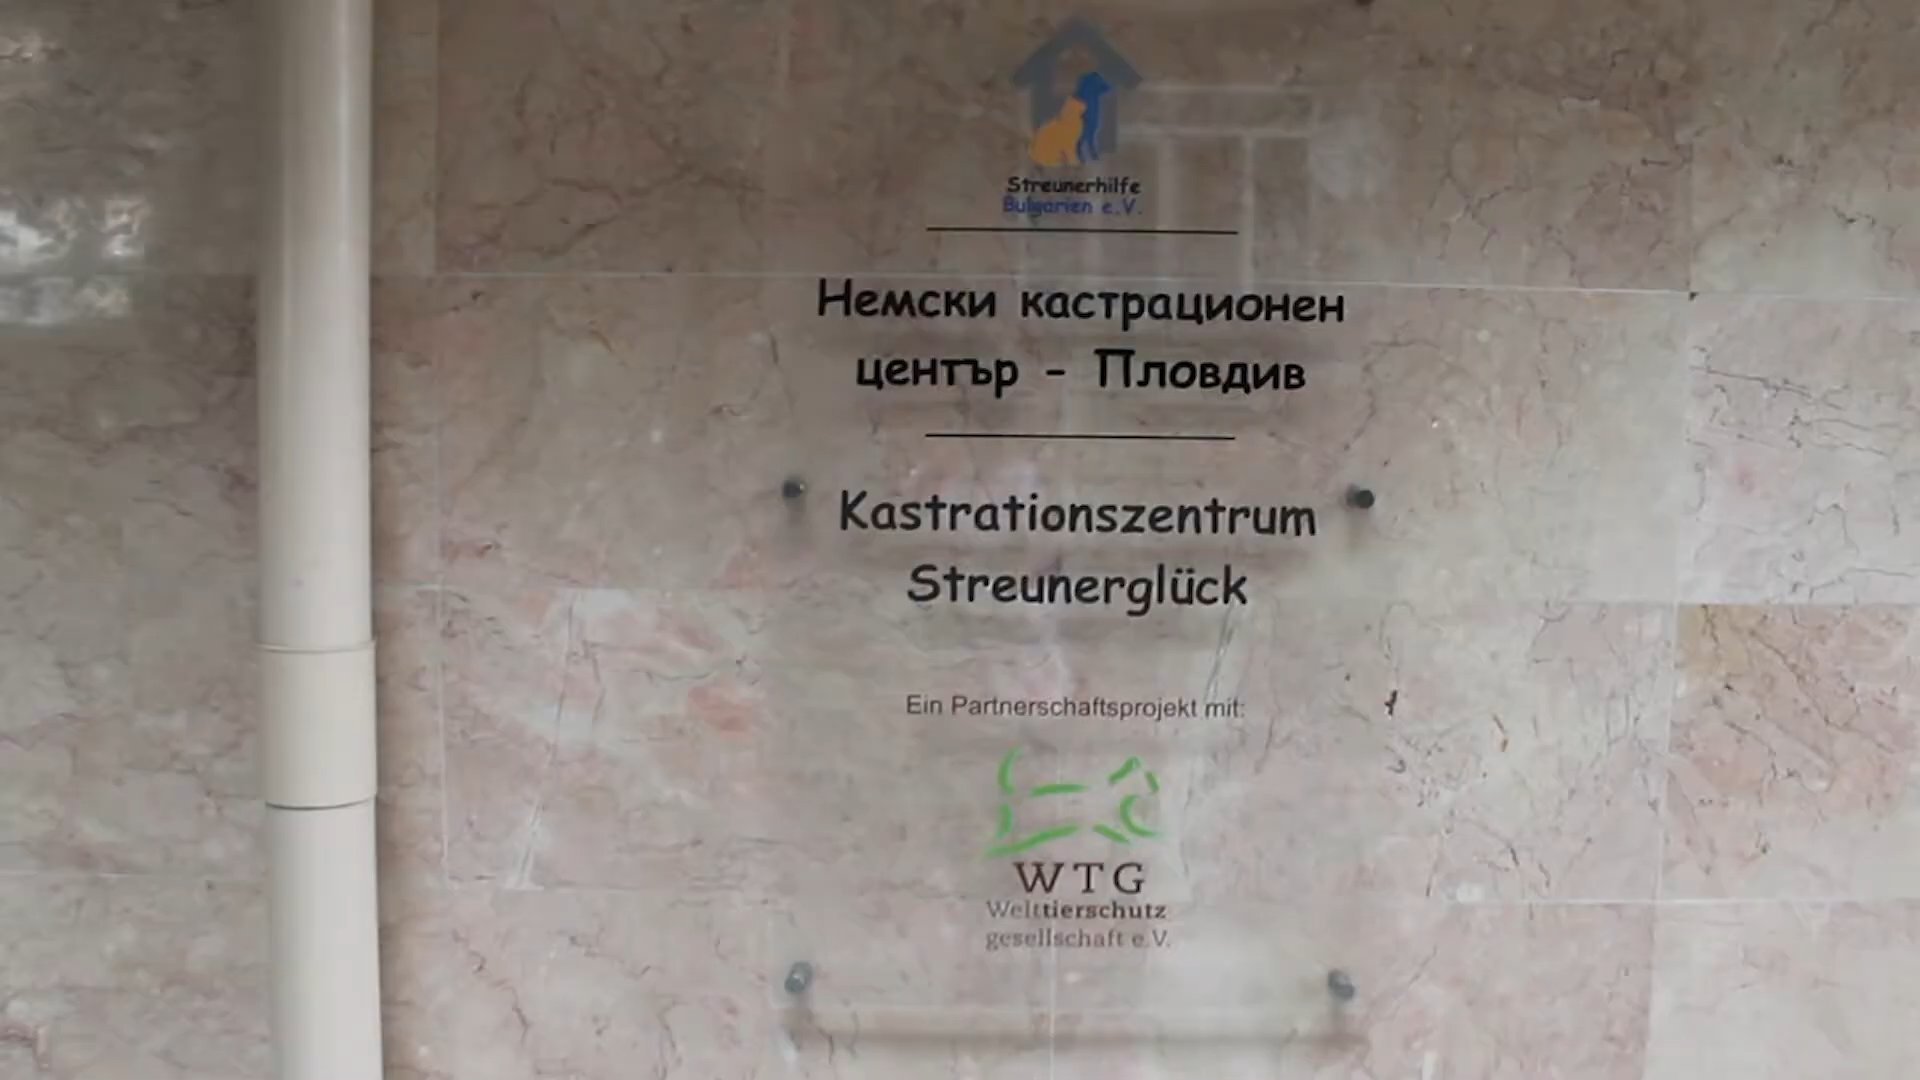 Streunerhilfe
Bulgarien e.V.
Немски кастрационен
център - Пловдив
Kastrationszentrum
Streunerglück
Ein Partnerschaftsprojekt mit:
WTG
Welttierschutz
gesellschaft e.V.